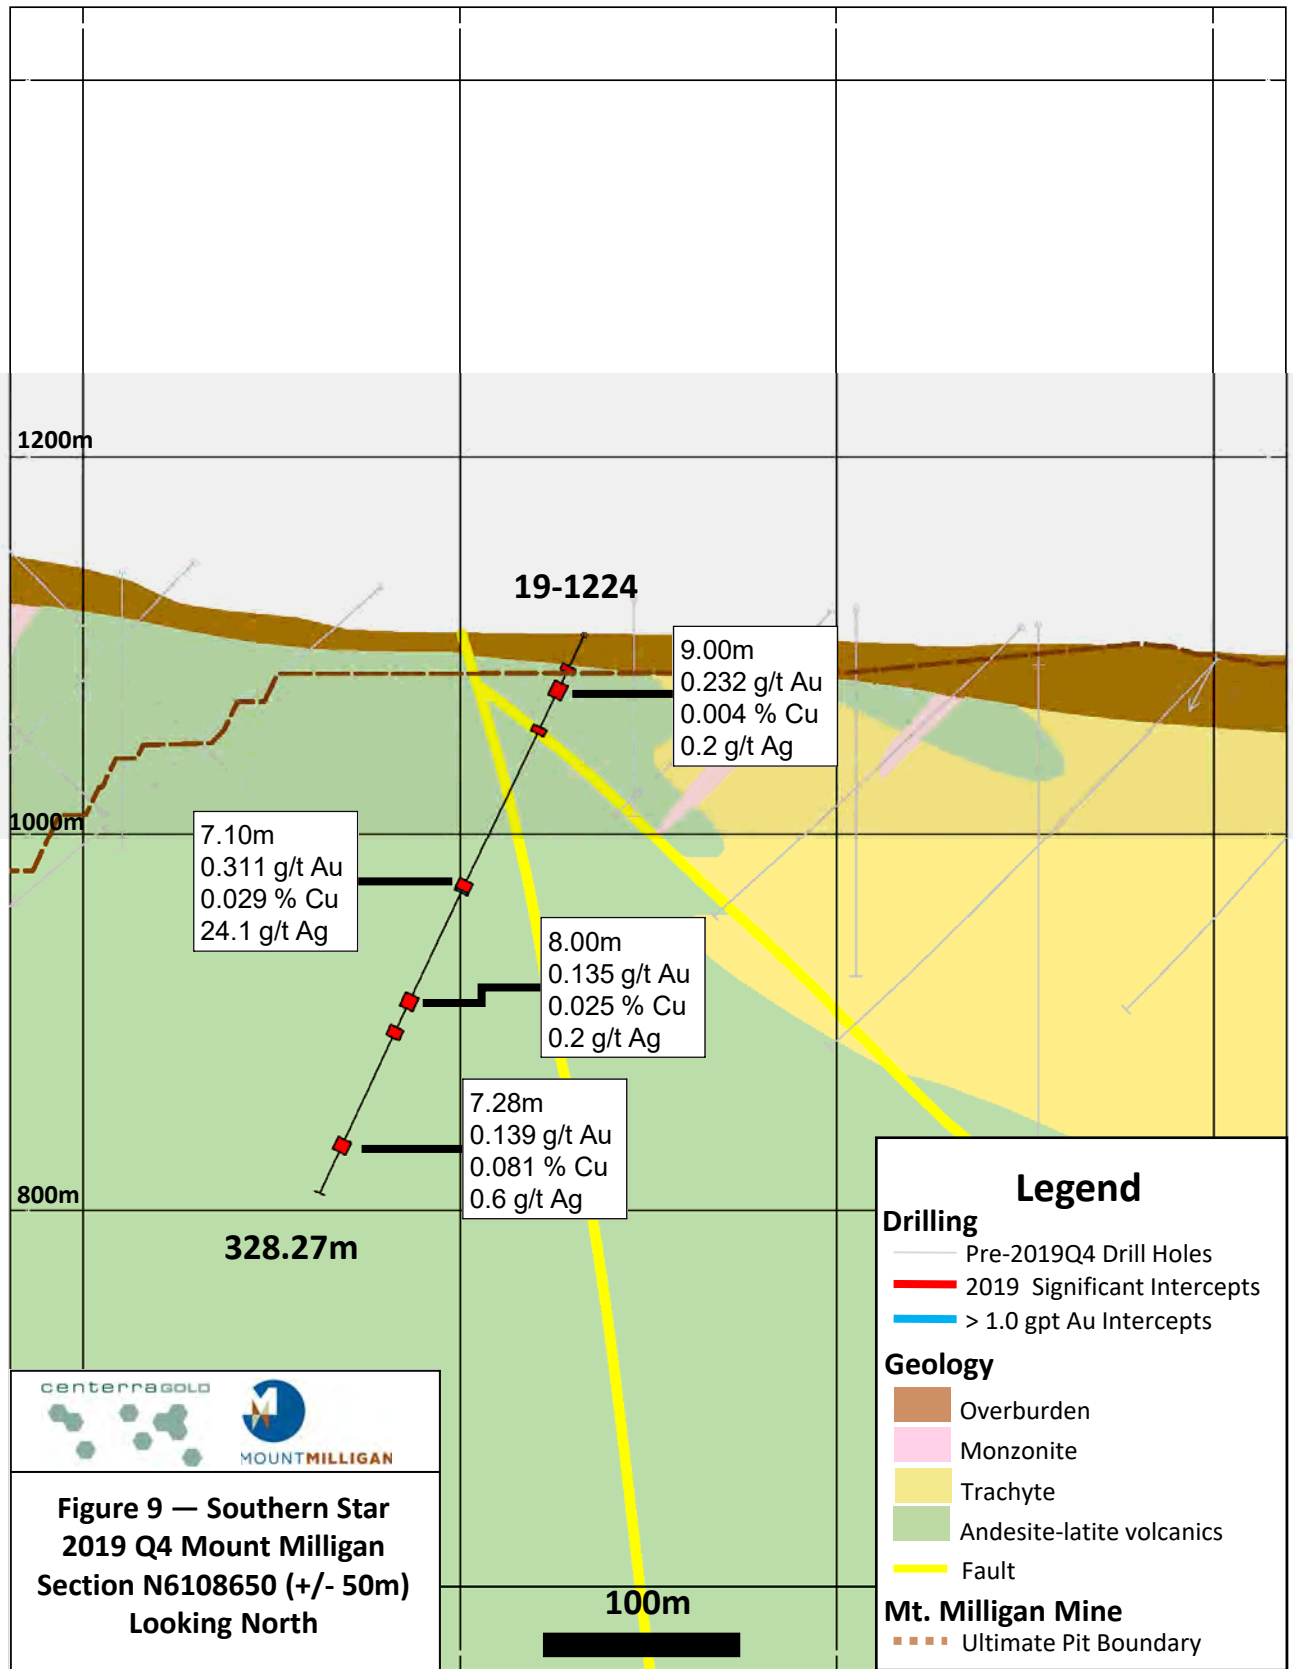 1200m
19-1224
9.00m
0.232 g/t Au
0.004 % Cu
0.2 g/t Ag
1000m
7.10m
0.311 g/t Au
0.029 % Cu
24.1 g/t Ag
8.00m
0.135 g/t Au
0.025 % Cu
0.2 g/t Ag
7.28m
0.139 g/t Au
0.081 % Cu
0.6 g/t Ag
800m
328.27m
Legend
Drilling
Pre-2019Q4 Drill Holes
2019 Significant Intercepts
> 1.0 gpt Au Intercepts
Geology
Overburden
Monzonite
Trachyte
Andesite-latite volcanics
Fault
Mt. Milligan Mine
Ultimate Pit Boundary
centerraGOLD
MOUNTMILLIGAN
Figure 9 — Southern Star
2019 Q4 Mount Milligan
Section N6108650 (+/- 50m)
Looking North
100m